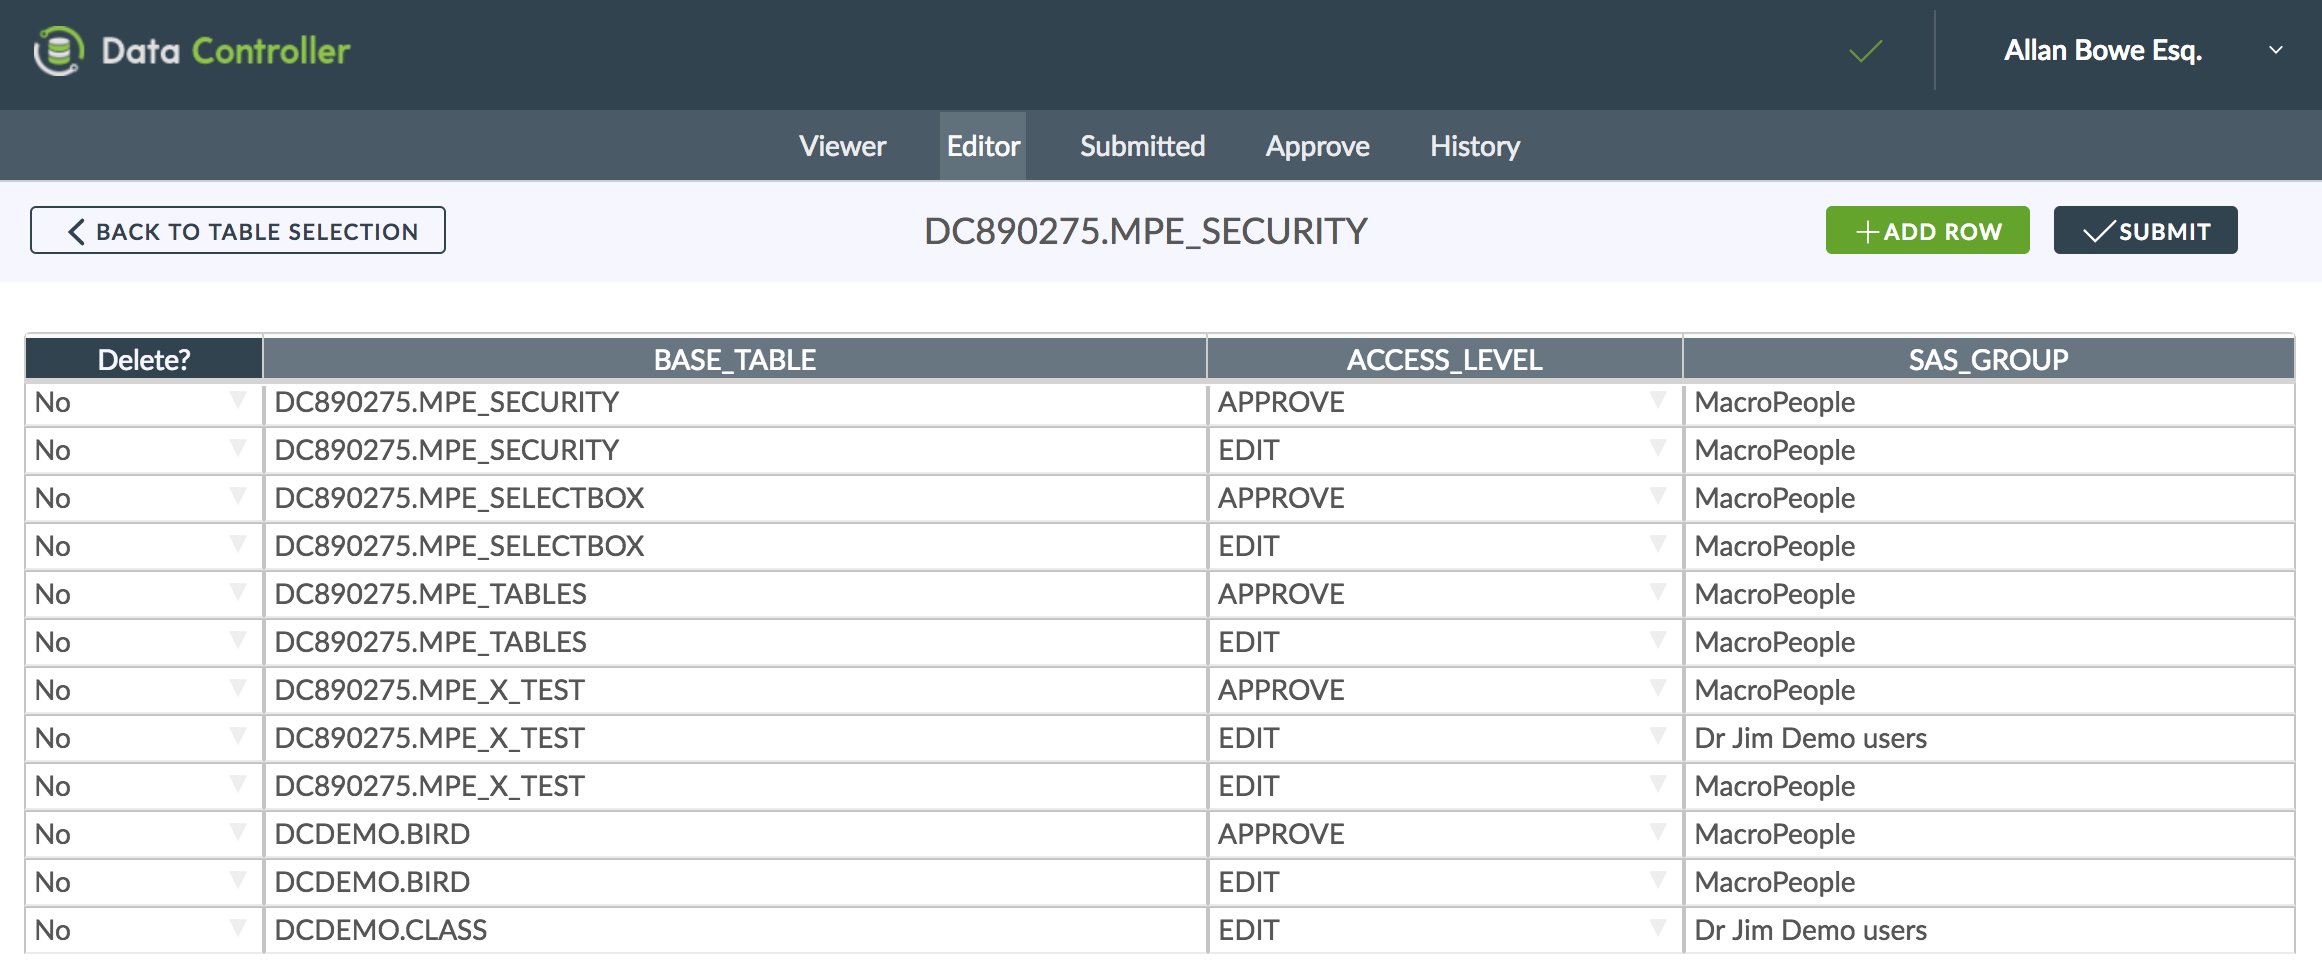 Data Controller
Allan Bowe Esq.
Viewer Editor Submitted Approve History
BACK TO TABLE SELECTION DC890275.MPE_SECURITY ADD ROW SUBMIT
Delete? BASE_TABLE ACCESS_LEVEL SAS_GROUP
No DC890275.MPE_SECURITY APPROVE MacroPeople
No DC890275.MPE_SECURITY EDIT MacroPeople
No DC890275.MPE_SELECTBOX APPROVE MacroPeople
No DC890275.MPE_SELECTBOX EDIT MacroPeople
No DC890275.MPE_TABLES APPROVE MacroPeople
No DC890275.MPE_TABLES EDIT MacroPeople
No DC890275.MPE_X_TEST APPROVE MacroPeople
No DC890275.MPE_X_TEST EDIT Dr Jim Demo users
No DC890275.MPE_X_TEST EDIT MacroPeople
No DCDEMO.BIRD APPROVE MacroPeople
No DCDEMO.BIRD EDIT MacroPeople
No DCDEMO.CLASS EDIT Dr Jim Demo users